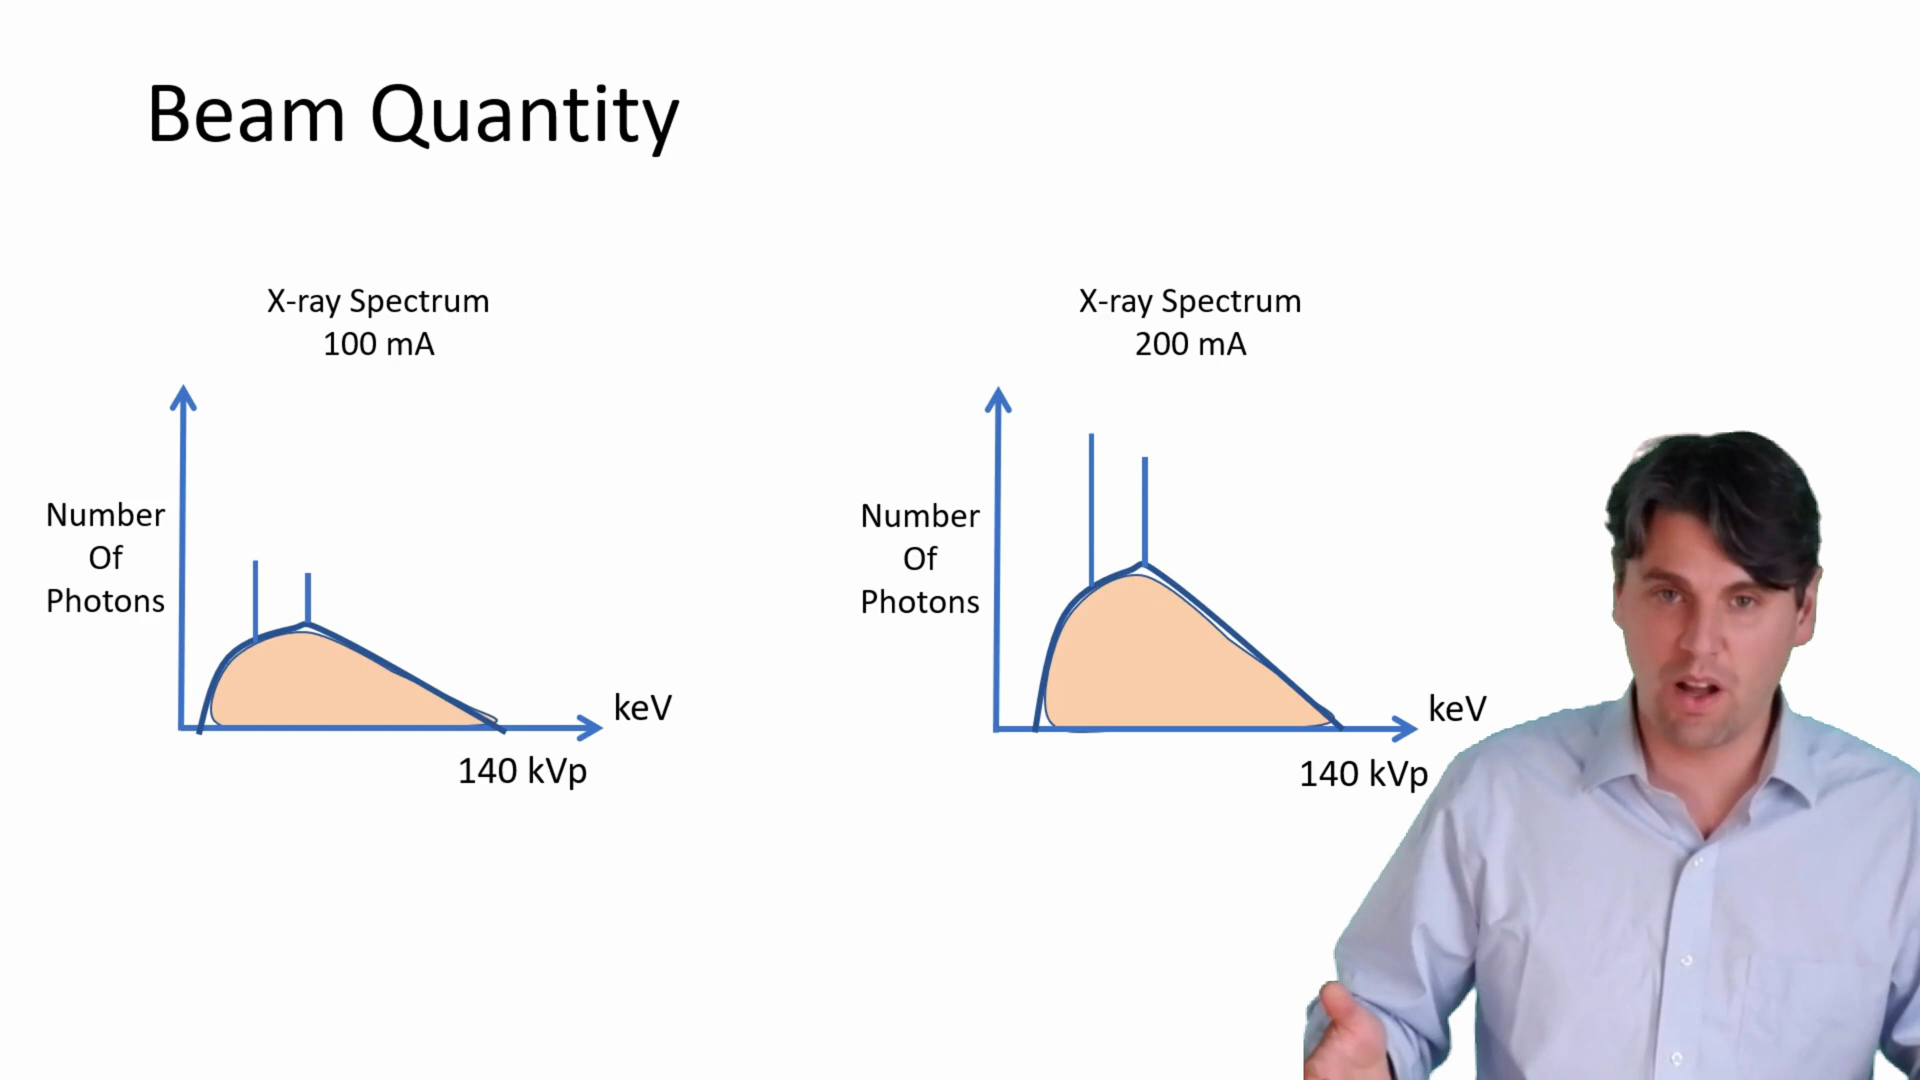 Beam Quantity
X-ray Spectrum
100 mA
Number
Of
Photons
keV
140 kVp
X-ray Spectrum
200 mA
Number
Of
Photons
keV
140 kVp